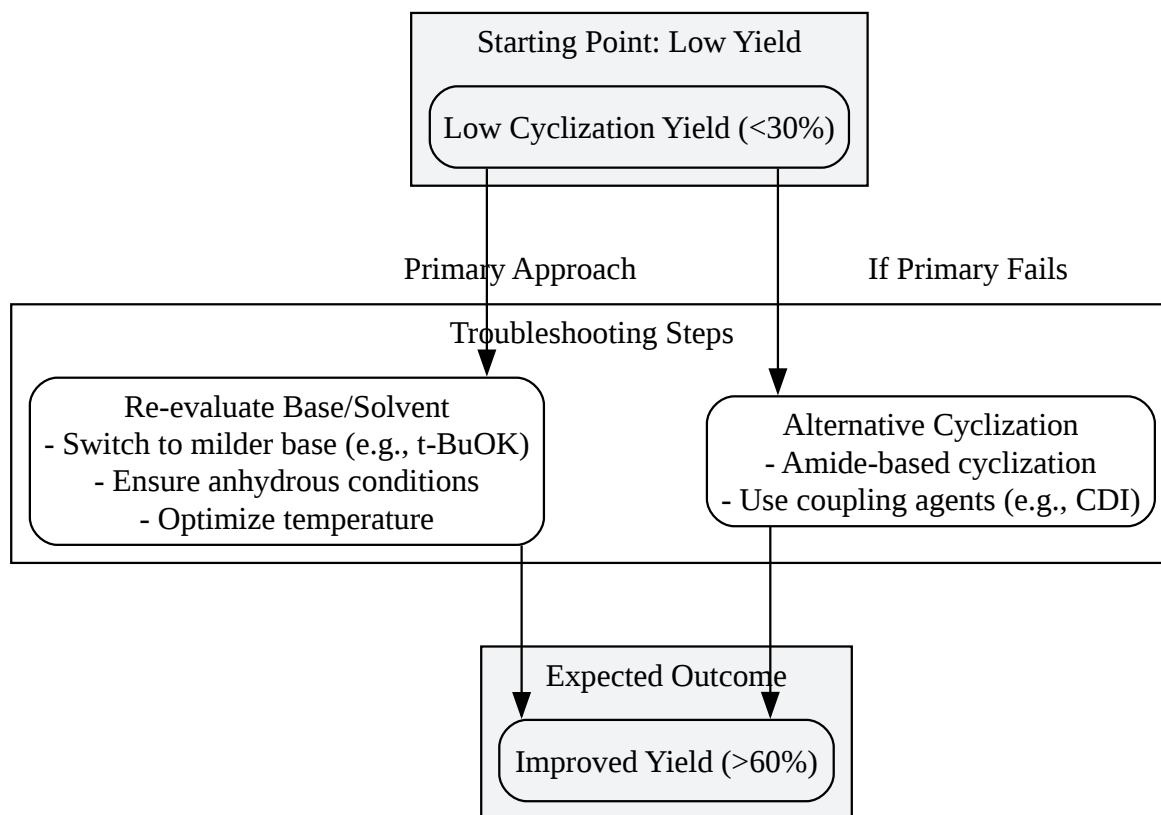 Starting Point: Low Yield
Low Cyclization Yield (<30%)
Primary Approach
If Primary Fails
Troubleshooting Steps
Re-evaluate Base/Solvent
- Switch to milder base (e.g., t-BuOK)
- Ensure anhydrous conditions
- Optimize temperature
Alternative Cyclization
- Amide-based cyclization
- Use coupling agents (e.g., CDI)
Expected Outcome
Improved Yield (>60%)